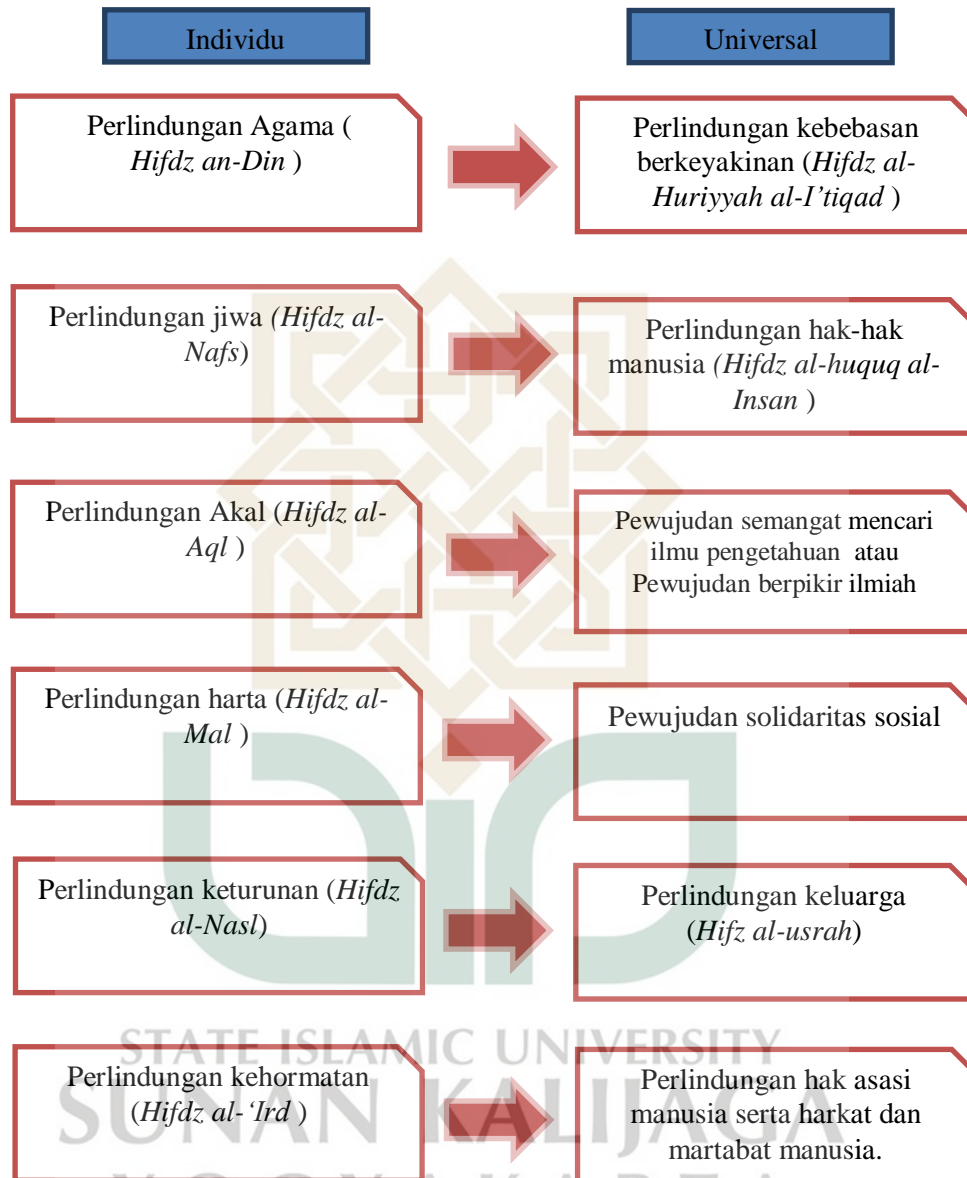 Individu
Universal
Perlindungan Agama (
Hifdz an-Din )
Perlindungan kebebasan
berkeyakinan (Hifdz al-
Huriyyah al-I’tiqad )
Perlindungan jiwa (Hifdz al-
Nafs)
Perlindungan hak-hak
manusia (Hifdz al-huquq al-
Insan )
Perlindungan Akal (Hifdz al-
Aql )
Pewujudan semangat mencari
ilmu pengetahuan atau
Pewujudan berpikir ilmiah
Perlindungan harta (Hifdz al-
Mal )
Pewujudan solidaritas sosial
Perlindungan keturunan (Hifdz
al-Nasl)
Perlindungan keluarga
(Hifz al-usrah)
Perlindungan kehormatan
(Hifdz al-‘Ird )
Perlindungan hak asasi
manusia serta harkat dan
martabat manusia.
STATE ISLAMIC UNIVERSITY
SUNAN KALIJAGA
YOGYAKARTA